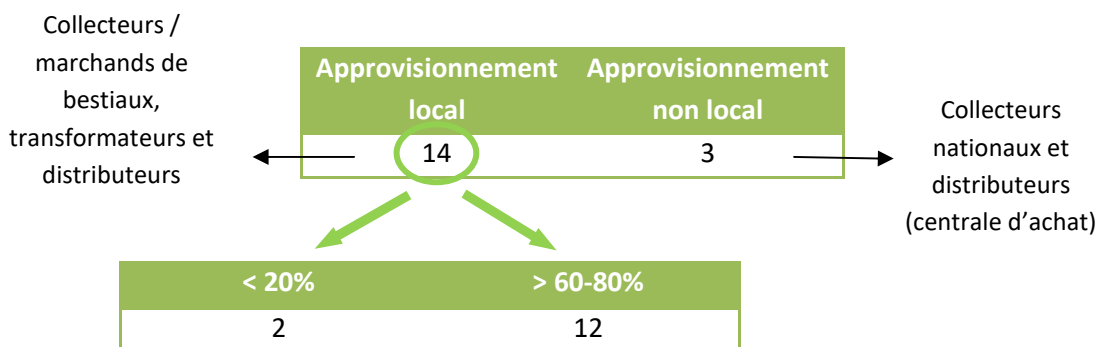 Collecteurs /
marchands de
bestiaux,
transformateurs et
distributeurs
Approvisionnement local
Approvisionnement non local
14 3
Collecteurs
nationaux et
distributeurs
(centrale d’achat)
< 20% > 60-80%
2 12